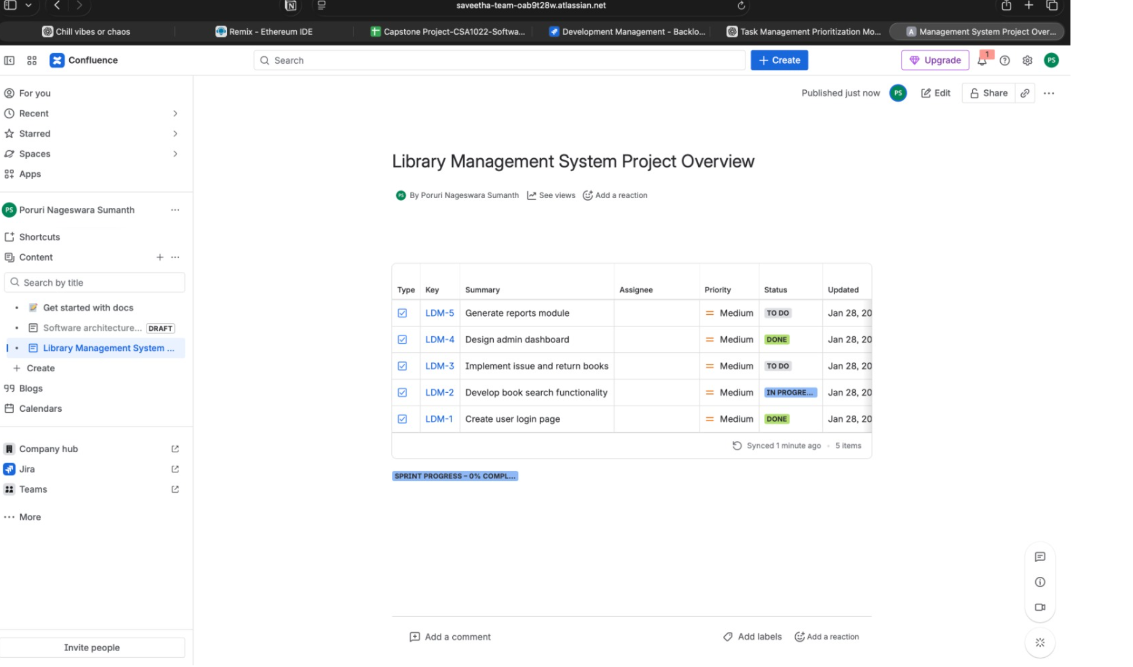 saveetha-team-oab9t28w.atlassian.net
Chill vibes or chaos
Remix - Ethereum IDE
Capstone Project-CSA1022-Softwa...
Development Management - Backlo...
Task Management Prioritization Mo...
Management System Project Over...
Confluence
Search
+ Create
Upgrade
1
PS
For you
Recent
Starred
Spaces
Apps
PS Poruri Nageswara Sumanth
Shortcuts
Content
Search by title
Get started with docs
Software architecture... DRAFT
Library Management System ...
Create
Blogs
Calendars
Company hub
Jira
Teams
More
Invite people
Published just now PS Edit Share
Library Management System Project Overview
PS By Poruri Nageswara Sumanth See views Add a reaction
Type Key Summary Assignee Priority Status Updated
LDM-5 Generate reports module Medium TO DO Jan 28, 20
LDM-4 Design admin dashboard Medium DONE Jan 28, 20
LDM-3 Implement issue and return books Medium TO DO Jan 28, 20
LDM-2 Develop book search functionality Medium IN PROGRE... Jan 28, 20
LDM-1 Create user login page Medium DONE Jan 28, 20
Synced 1 minute ago · 5 items
SPRINT PROGRESS – 0% COMPL...
Add a comment
Add labels Add a reaction